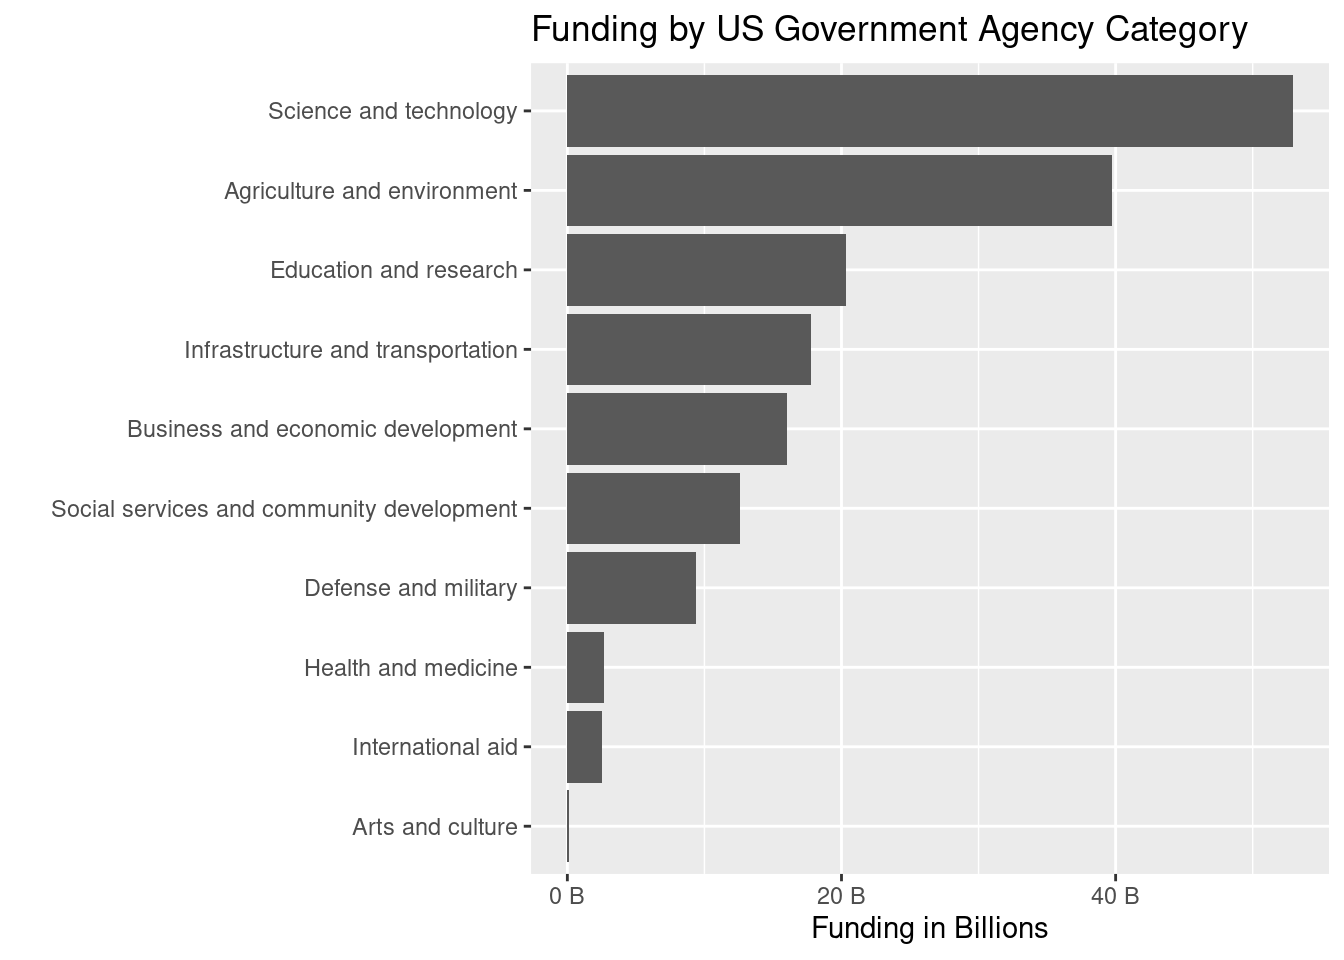 Funding by US Government Agency Category
Science and technology
Agriculture and environment
Education and research
Infrastructure and transportation
Business and economic development
Social services and community development
Defense and military
Health and medicine
International aid
Arts and culture
0 B 20 B 40 B
Funding in Billions